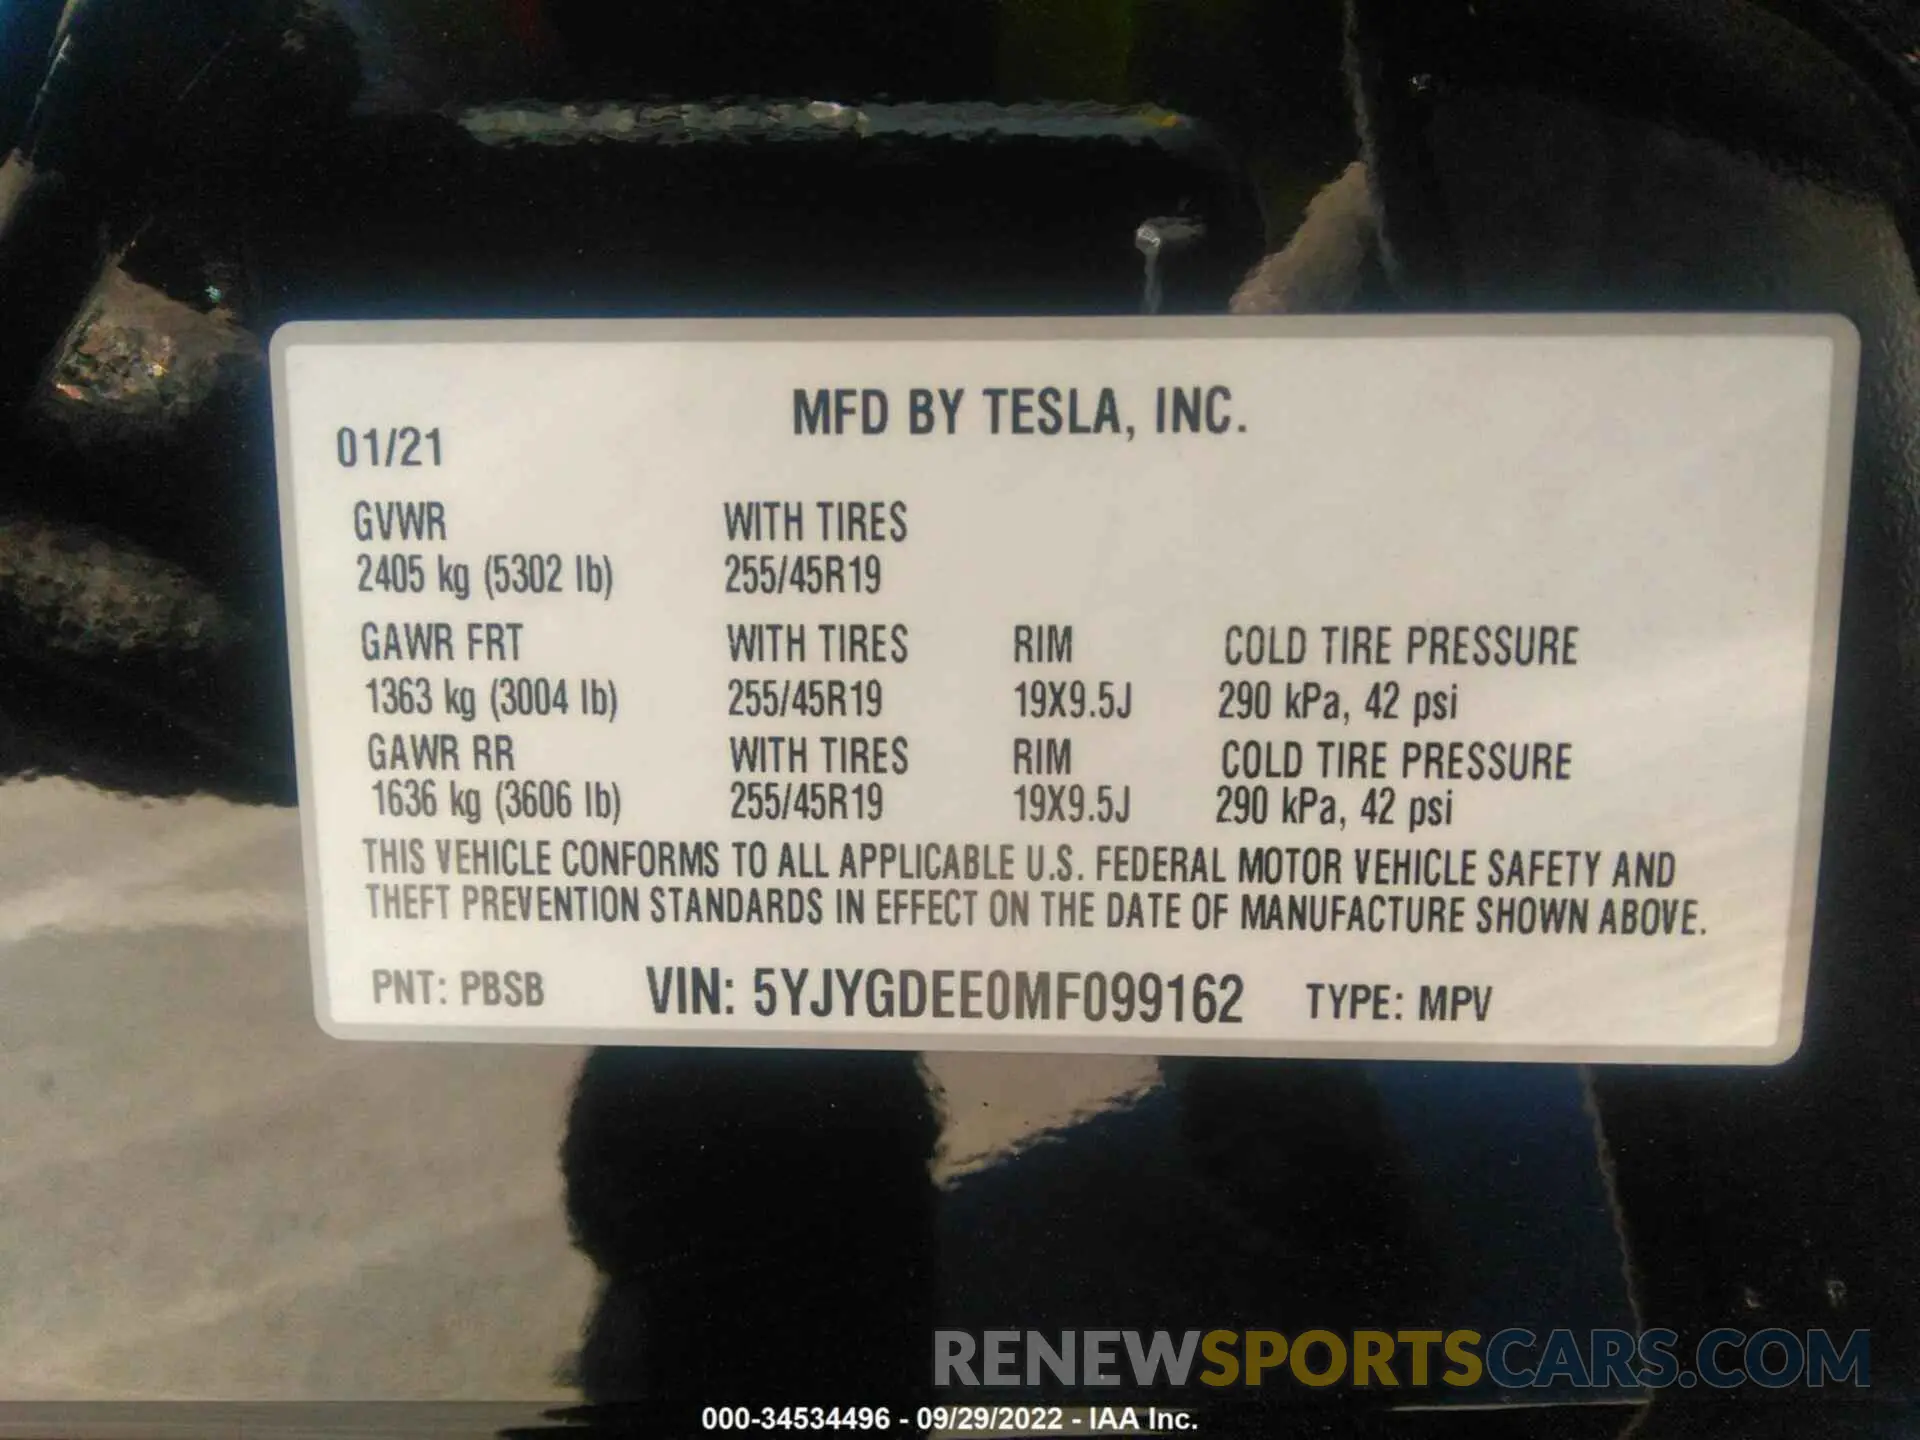 MFD BY TESLA, INC.
01/21
GVWR WITH TIRES
2405 kg (5302 lb) 255/45R19
GAWR FRT WITH TIRES RIM COLD TIRE PRESSURE
1363 kg (3004 lb) 255/45R19 19X9.5J 290 kPa, 42 psi
GAWR RR WITH TIRES RIM COLD TIRE PRESSURE
1636 kg (3606 lb) 255/45R19 19X9.5J 290 kPa, 42 psi
THIS VEHICLE CONFORMS TO ALL APPLICABLE U.S. FEDERAL MOTOR VEHICLE SAFETY AND
THEFT PREVENTION STANDARDS IN EFFECT ON THE DATE OF MANUFACTURE SHOWN ABOVE.
PNT: PBSB VIN: 5YJYGDEE0MF099162 TYPE: MPV
RENEWSPORTSCARS.COM
000-34534496 - 09/29/2022 - IAA Inc.